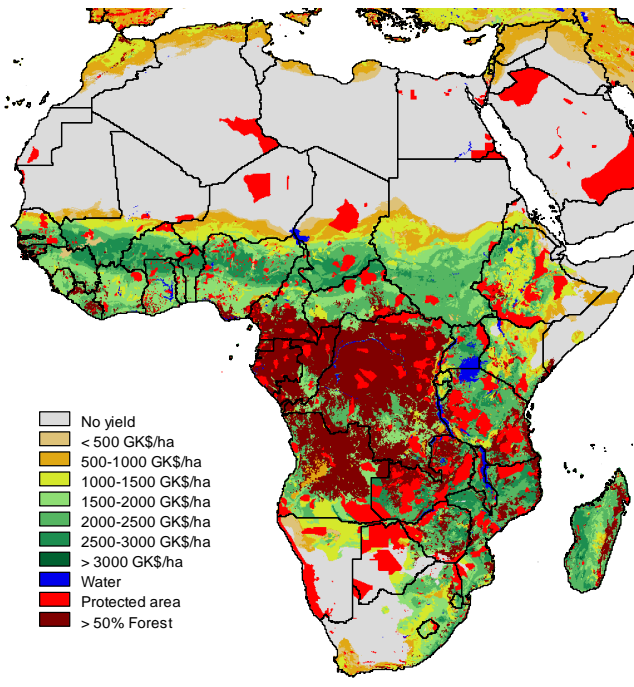 No yield
< 500 GK$/ha
500-1000 GK$/ha
1000-1500 GK$/ha
1500-2000 GK$/ha
2000-2500 GK$/ha
2500-3000 GK$/ha
> 3000 GK$/ha
Water
Protected area
> 50% Forest